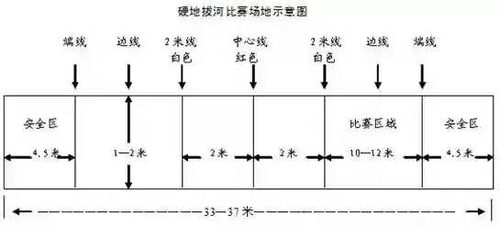 硬地拔河比赛场地示意图
端线 边线 2米线 中心线 2米线 边线 端线
白色 红色 白色
安全区 比赛区域 安全区
4.5米 1—2米 2米 2米 10—12米 4.5米
33—37米